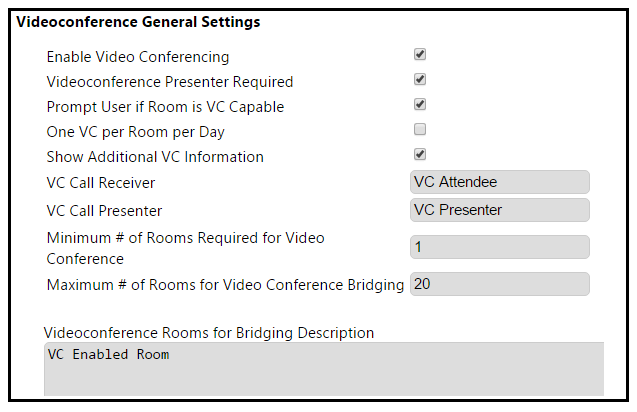 Videoconference General Settings
Enable Video Conferencing
Videoconference Presenter Required
Prompt User if Room is VC Capable
One VC per Room per Day
Show Additional VC Information
VC Call Receiver VC Attendee
VC Call Presenter VC Presenter
Minimum # of Rooms Required for Video
Conference 1
Maximum # of Rooms for Video Conference Bridging 20
Videoconference Rooms for Bridging Description
VC Enabled Room